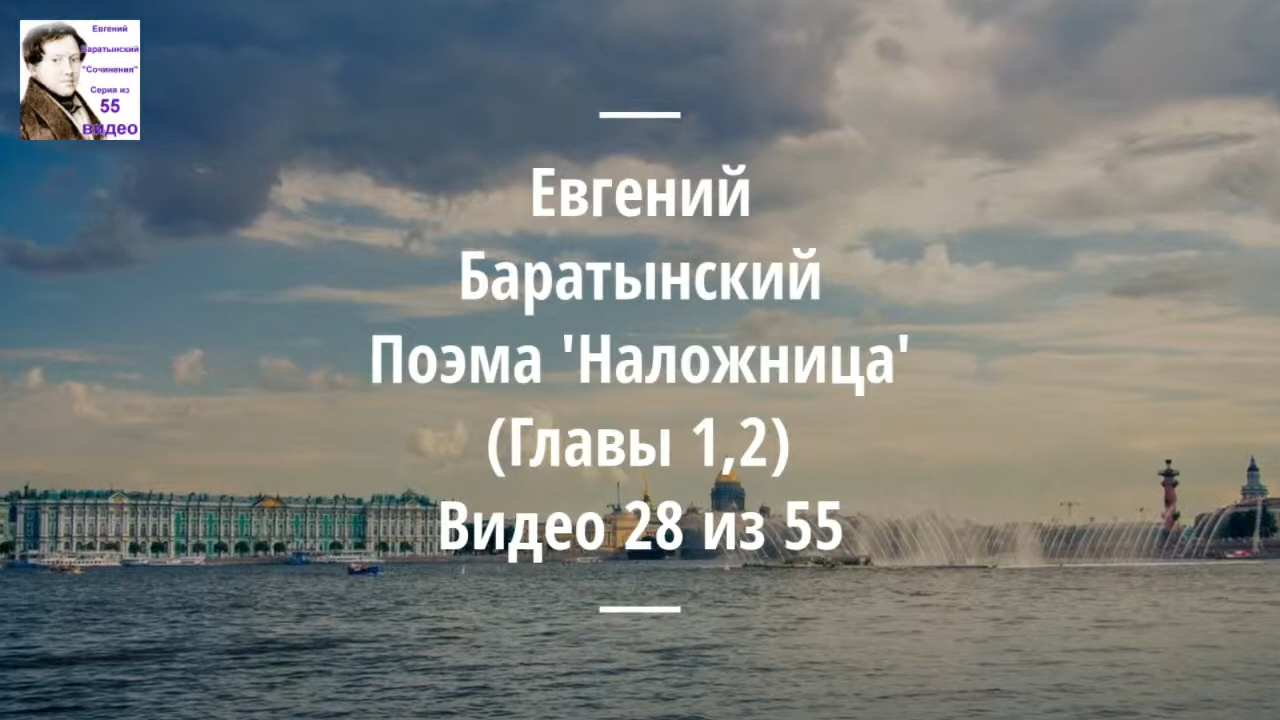 Евгений
Баратынский
"Сочинения"
Серия из
55
видео
Евгений
Баратынский
Поэма 'Наложница'
(Главы 1,2)
Видео 28 из 55